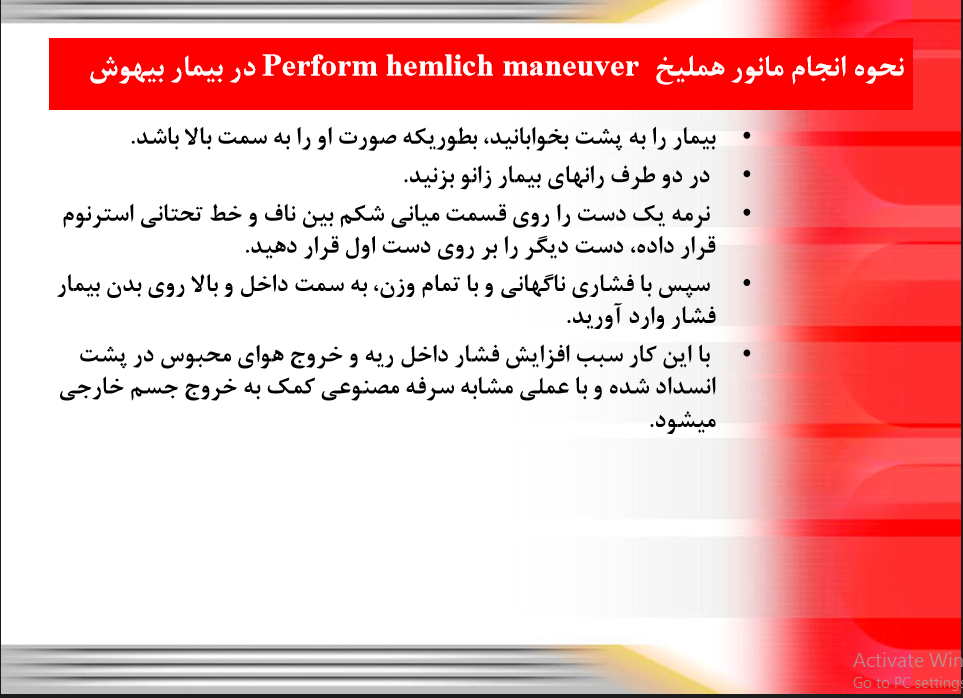 نحوه انجام مانور هملیخ Perform hemlich maneuver در بیمار بیهوش
• بیمار را به پشت بخوابانید، بطوریکه صورت او را به سمت بالا باشد.
• در دو طرف رانهای بیمار زانو بزنید.
• نرمه یک دست را روی قسمت میانی شکم بین ناف و خط تحتانی استرنوم
قرار داده، دست دیگر را بر روی دست اول قرار دهید.
• سپس با فشاری ناگهانی و با تمام وزن، به سمت داخل و بالا روی بدن بیمار
فشار وارد آورید.
• با این کار سبب افزایش فشار داخل ریه و خروج هوای محبوس در پشت
انسداد شده و با عملی مشابه سرفه مصنوعی کمک به خروج جسم خارجی
میشود.
Activate Win
Go to PC settings